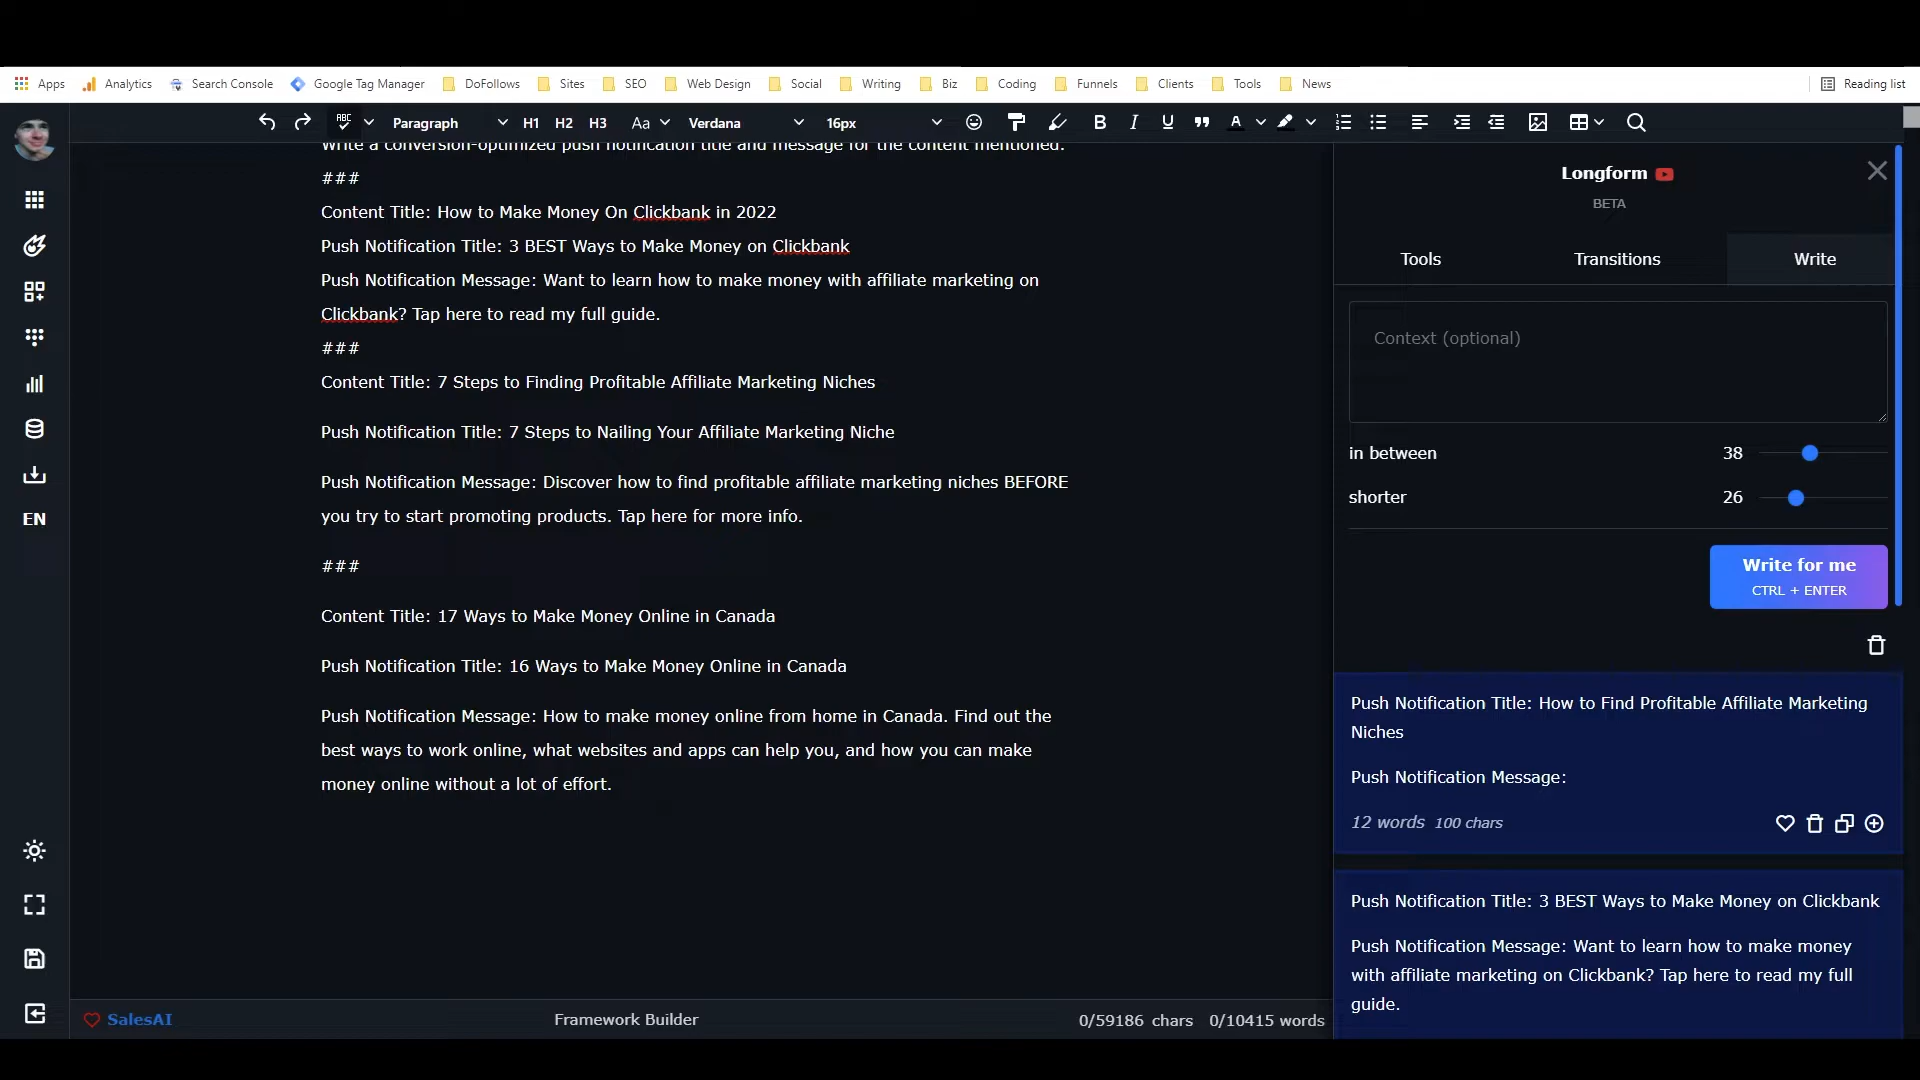 Apps Analytics Search Console Google Tag Manager DoFollows Sites SEO Web Design Social Writing Biz Coding Funnels Clients Tools News Reading list
ABC Paragraph H1 H2 H3 Aa Verdana 16px B I U A
Write a conversion-optimized push notification title and message for the content mentioned.
###
Content Title: How to Make Money On Clickbank in 2022
Push Notification Title: 3 BEST Ways to Make Money on Clickbank
Push Notification Message: Want to learn how to make money with affiliate marketing on
Clickbank? Tap here to read my full guide.
###
Content Title: 7 Steps to Finding Profitable Affiliate Marketing Niches
Push Notification Title: 7 Steps to Nailing Your Affiliate Marketing Niche
Push Notification Message: Discover how to find profitable affiliate marketing niches BEFORE
you try to start promoting products. Tap here for more info.
###
Content Title: 17 Ways to Make Money Online in Canada
Push Notification Title: 16 Ways to Make Money Online in Canada
Push Notification Message: How to make money online from home in Canada. Find out the
best ways to work online, what websites and apps can help you, and how you can make
money online without a lot of effort.
EN
SalesAI Framework Builder 0/59186 chars 0/10415 words
Longform
BETA
Tools Transitions Write
Context (optional)
in between 38
shorter 26
Write for me
CTRL + ENTER
Push Notification Title: How to Find Profitable Affiliate Marketing
Niches
Push Notification Message:
12 words 100 chars
Push Notification Title: 3 BEST Ways to Make Money on Clickbank
Push Notification Message: Want to learn how to make money
with affiliate marketing on Clickbank? Tap here to read my full
guide.